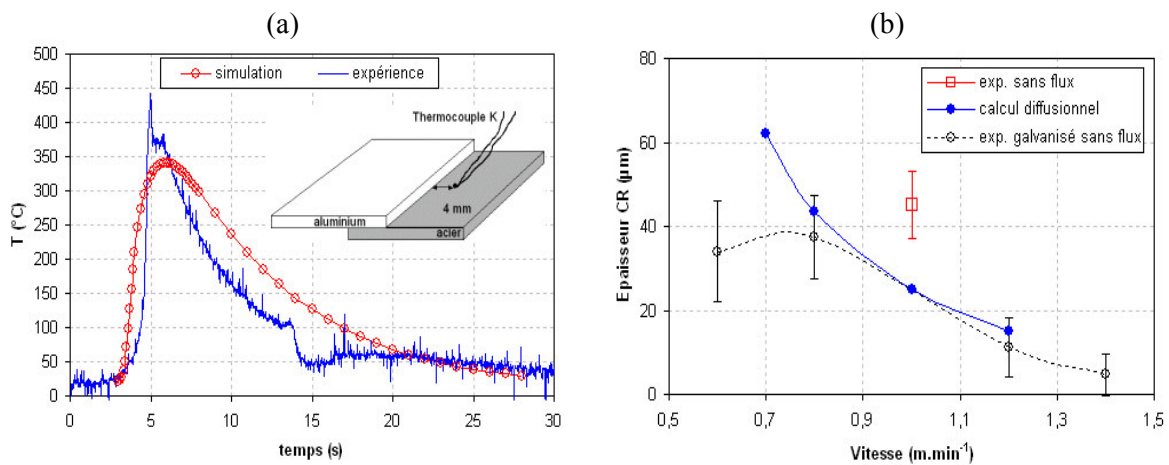 (a)
500
450
400
350
300
250
200
150
100
50
0
T (°C)
0 5 10 15 20 25 30
temps (s)
simulation expérience
Thermocouple K
4 mm
aluminium
acier
(b)
80
60
40
20
0
Epaisseur CR (µm)
0,5 0,7 0,9 1,1 1,3 1,5
Vitesse (m.min⁻¹)
exp. sans flux
calcul diffusionnel
exp. galvanisé sans flux